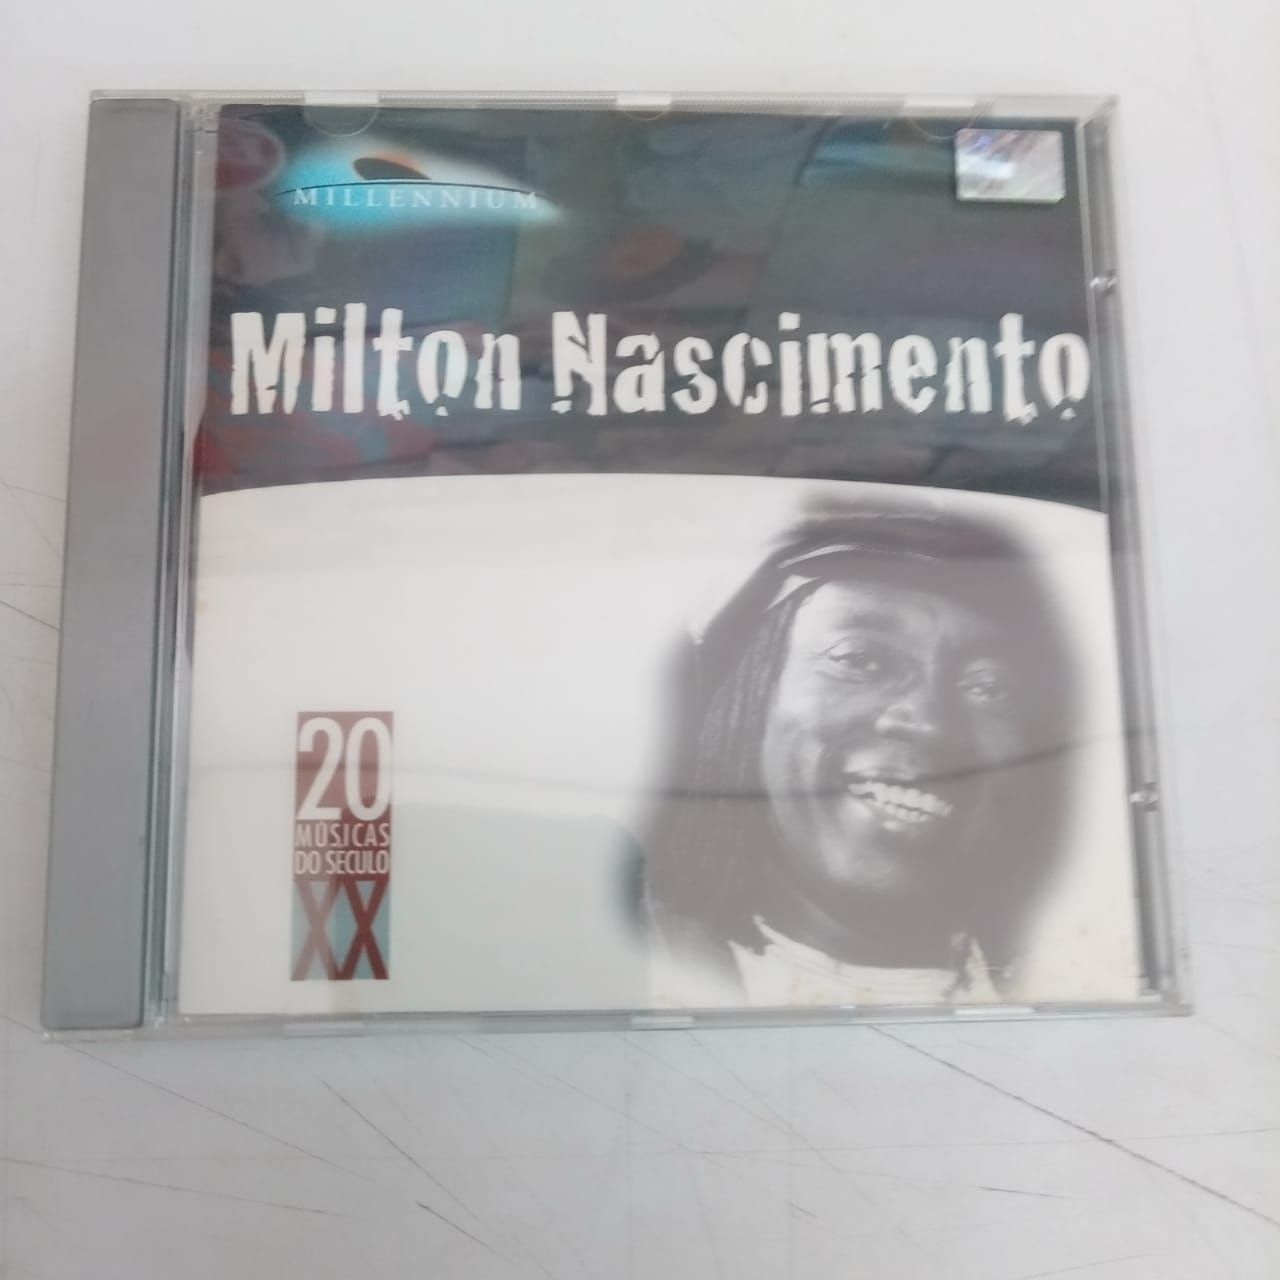 MILLENNIUM
Milton Nascimento
20
MÚSICAS
DO SÉCULO
XX